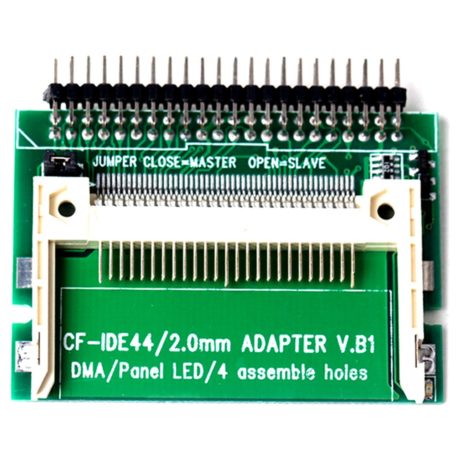 JUMPER CLOSE=MASTER OPEN=SLAVE
CF-IDE44/2.0mm ADAPTER V.B1
DMA/Panel LED/4 assemble holes